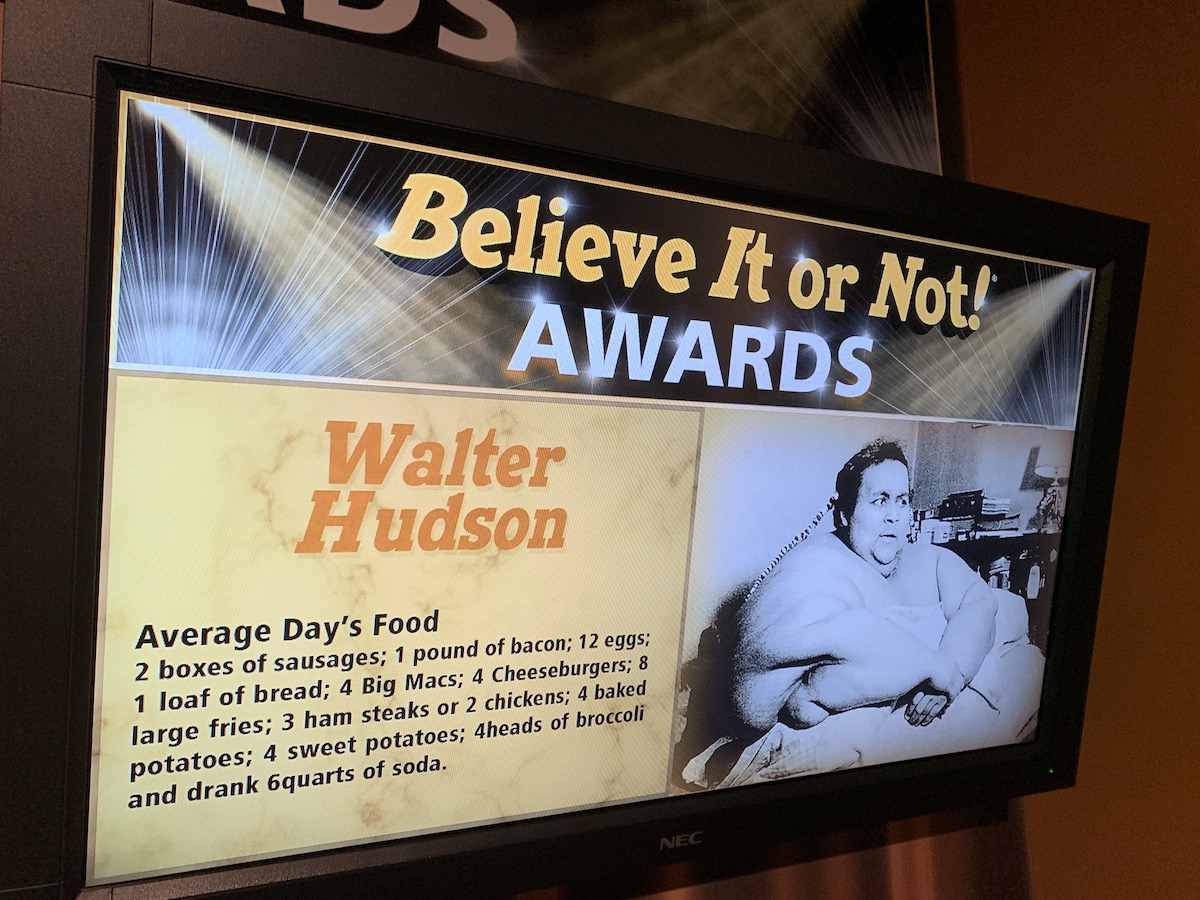 ADS
Believe It or Not!®
AWARDS
Walter
Hudson
Average Day's Food
2 boxes of sausages; 1 pound of bacon; 12 eggs;
1 loaf of bread; 4 Big Macs; 4 Cheeseburgers; 8
large fries; 3 ham steaks or 2 chickens; 4 baked
potatoes; 4 sweet potatoes; 4heads of broccoli
and drank 6quarts of soda.
NEC